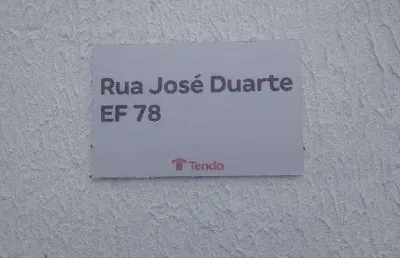 Rua José Duarte
EF 78
Tenda